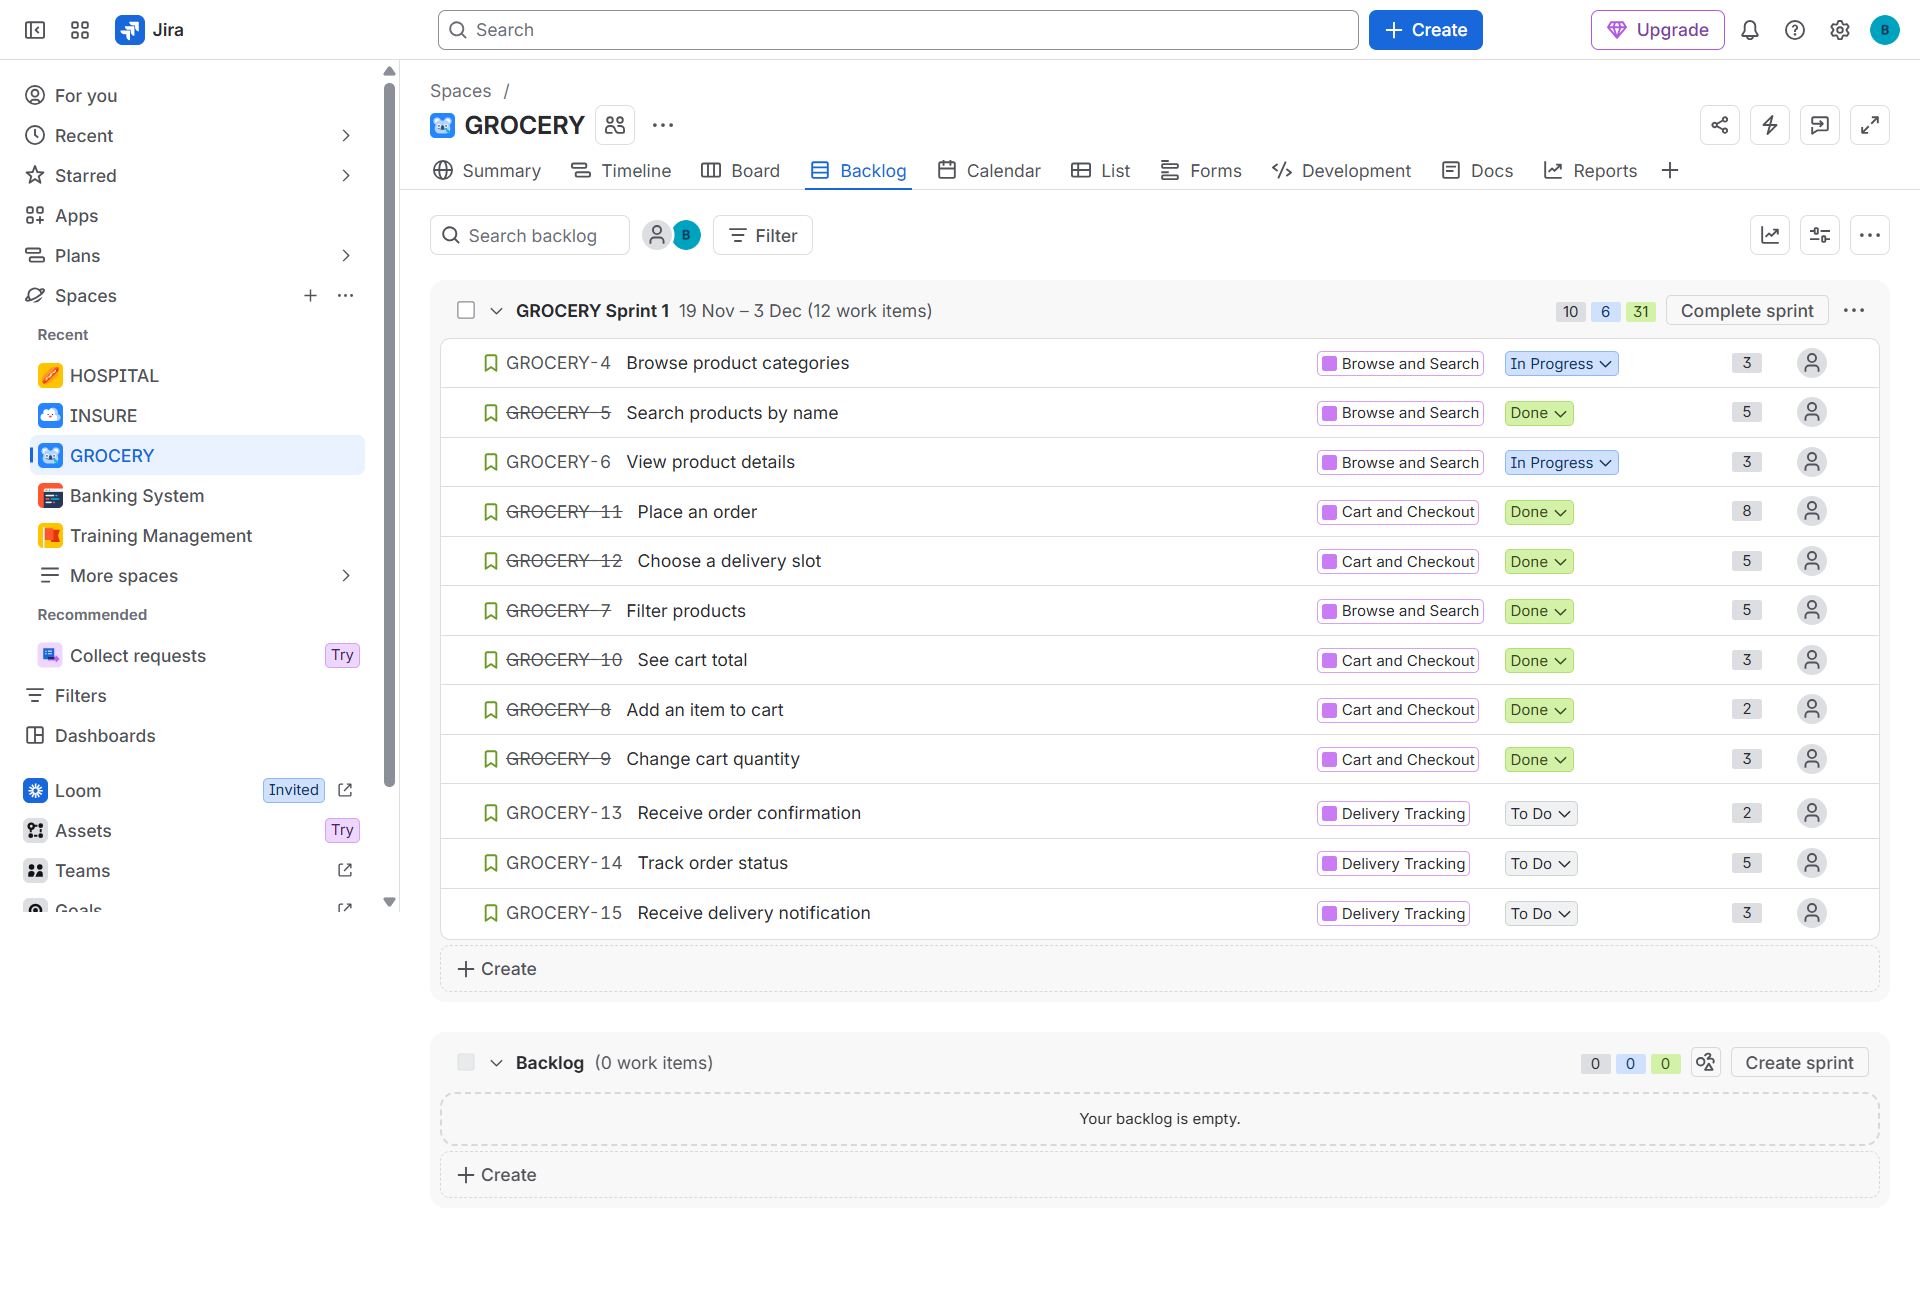 Jira
Search
Create
Upgrade
B
For you
Recent
Starred
Apps
Plans
Spaces
Recent
HOSPITAL
INSURE
GROCERY
Banking System
Training Management
More spaces
Recommended
Collect requests Try
Filters
Dashboards
Loom Invited
Assets Try
Teams
Goals
Spaces /
GROCERY
Summary Timeline Board Backlog Calendar List Forms Development Docs Reports
Search backlog B Filter
GROCERY Sprint 1 19 Nov – 3 Dec (12 work items) 10 6 31 Complete sprint
GROCERY-4 Browse product categories Browse and Search In Progress 3
GROCERY-5 Search products by name Browse and Search Done 5
GROCERY-6 View product details Browse and Search In Progress 3
GROCERY-11 Place an order Cart and Checkout Done 8
GROCERY-12 Choose a delivery slot Cart and Checkout Done 5
GROCERY-7 Filter products Browse and Search Done 5
GROCERY-10 See cart total Cart and Checkout Done 3
GROCERY-8 Add an item to cart Cart and Checkout Done 2
GROCERY-9 Change cart quantity Cart and Checkout Done 3
GROCERY-13 Receive order confirmation Delivery Tracking To Do 2
GROCERY-14 Track order status Delivery Tracking To Do 5
GROCERY-15 Receive delivery notification Delivery Tracking To Do 3
Create
Backlog (0 work items) 0 0 0 Create sprint
Your backlog is empty.
Create